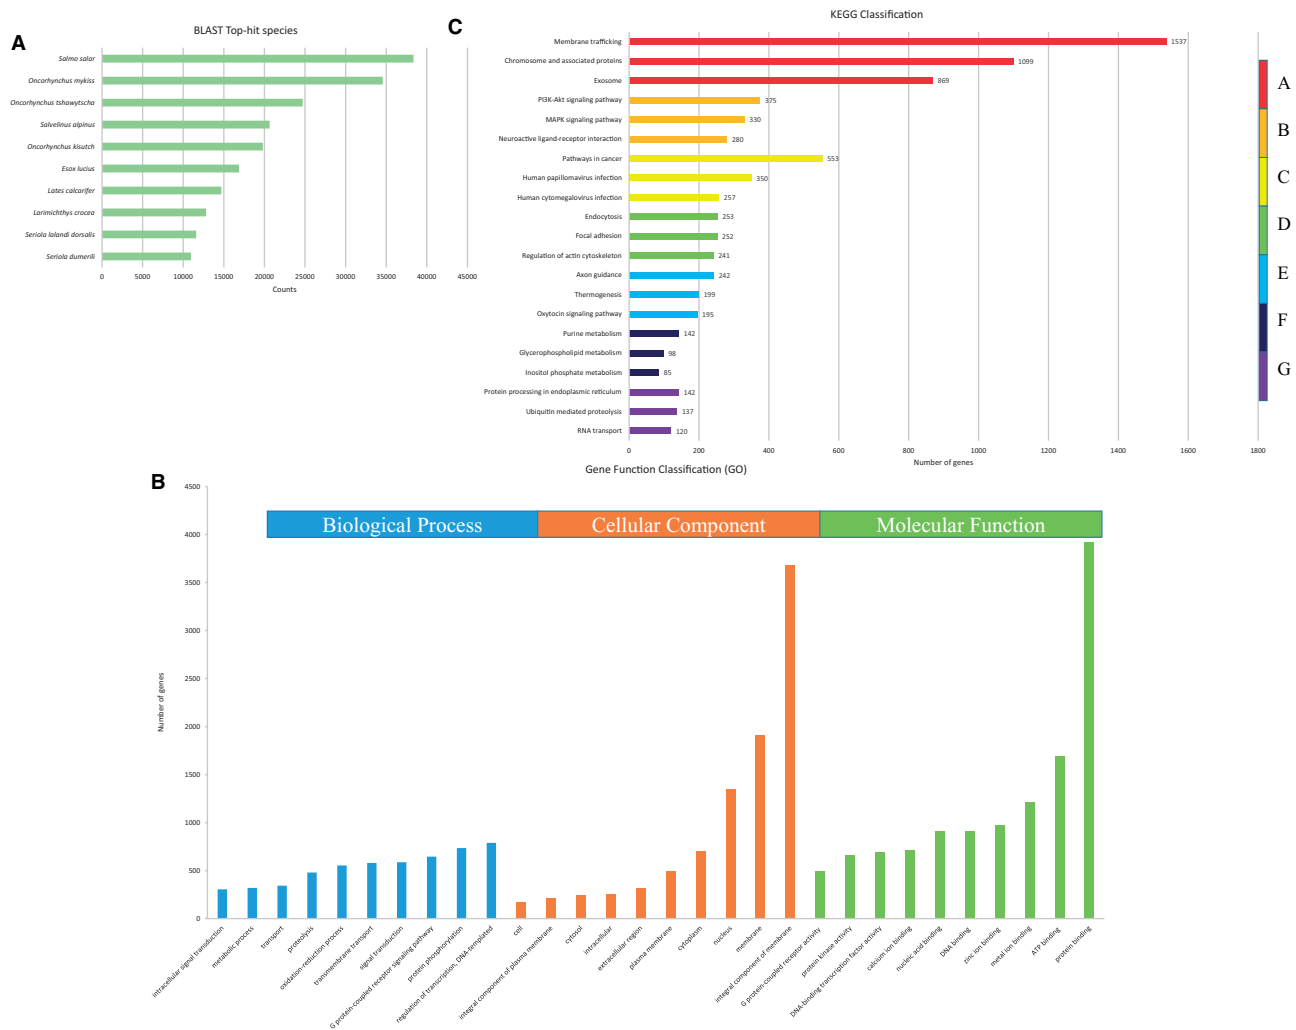 A
BLAST Top-hit species
Salmo salar
Oncorhynchus mykiss
Oncorhynchus tshawytscha
Salvelinus alpinus
Oncorhynchus kisutch
Esox lucius
Lates calcarifer
Larimichthys crocea
Seriola lalandi dorsalis
Seriola dumerili
0 5000 10000 15000 20000 25000 30000 35000 40000 45000
Counts
C
KEGG Classification
Membrane trafficking 1537
Chromosome and associated proteins 1099
Exosome 869
PI3K-Akt signaling pathway 375
MAPK signaling pathway 330
Neuroactive ligand-receptor interaction 280
Pathways in cancer 553
Human papillomavirus infection 350
Human cytomegalovirus infection 257
Endocytosis 253
Focal adhesion 252
Regulation of actin cytoskeleton 241
Axon guidance 242
Thermogenesis 199
Oxytocin signaling pathway 195
Purine metabolism 142
Glycerophospholipid metabolism 98
Inositol phosphate metabolism 85
Protein processing in endoplasmic reticulum 142
Ubiquitin mediated proteolysis 137
RNA transport 120
0 200 400 600 800 1000 1200 1400 1600 1800
Number of genes
A
B
C
D
E
F
G
B
Gene Function Classification (GO)
Biological Process Cellular Component Molecular Function
Number of genes
4500
4000
3500
3000
2500
2000
1500
1000
500
0
intracellular signal transduction
metabolic process
transport
proteolysis
oxidation-reduction process
transmembrane transport
signal transduction
G protein-coupled receptor signaling pathway
protein phosphorylation
regulation of transcription, DNA-templated
cell
integral component of plasma membrane
cytosol
intracellular
extracellular region
plasma membrane
cytoplasm
nucleus
membrane
integral component of membrane
G protein-coupled receptor activity
protein kinase activity
DNA-binding transcription factor activity
calcium ion binding
nucleic acid binding
DNA binding
zinc ion binding
metal ion binding
ATP binding
protein binding